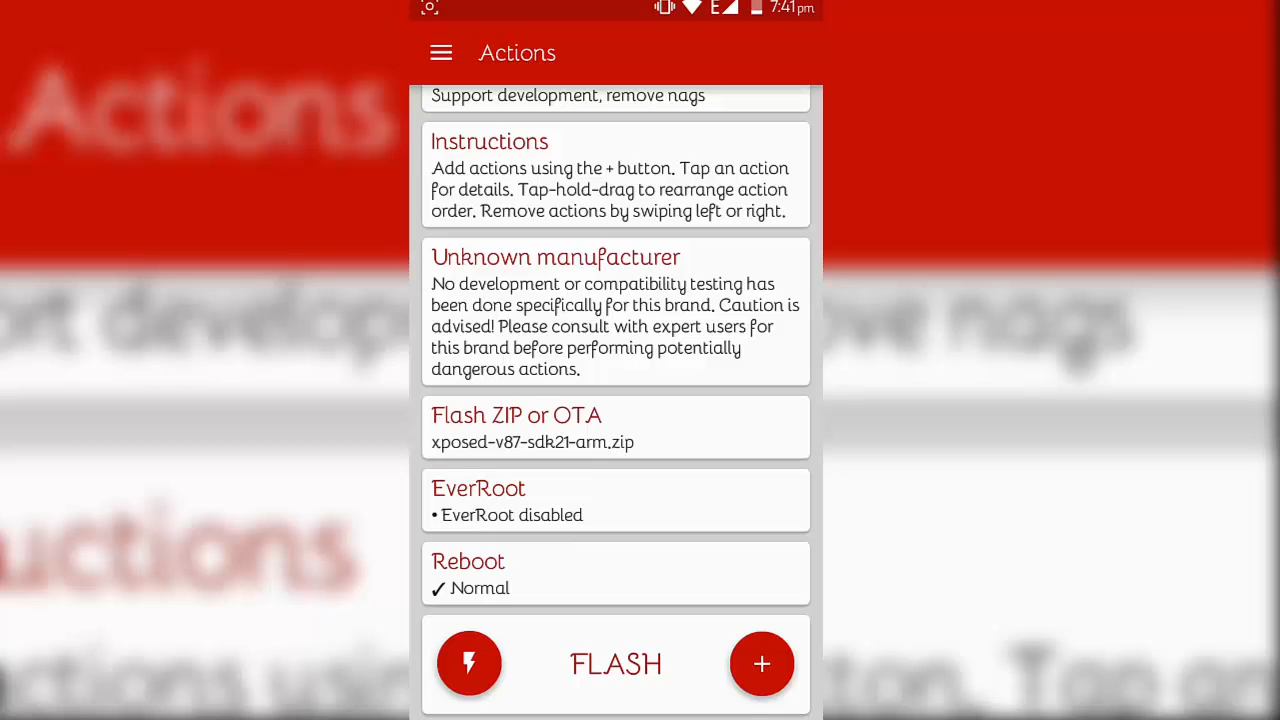 E 7:41pm
Actions
Support development, remove nags
Instructions
Add actions using the + button. Tap an action
for details. Tap-hold-drag to rearrange action
order. Remove actions by swiping left or right.
Unknown manufacturer
No development or compatibility testing has
been done specifically for this brand. Caution is
advised! Please consult with expert users for
this brand before performing potentially
dangerous actions.
Flash ZIP or OTA
xposed-v87-sdk21-arm.zip
EverRoot
• EverRoot disabled
Reboot
✓ Normal
FLASH